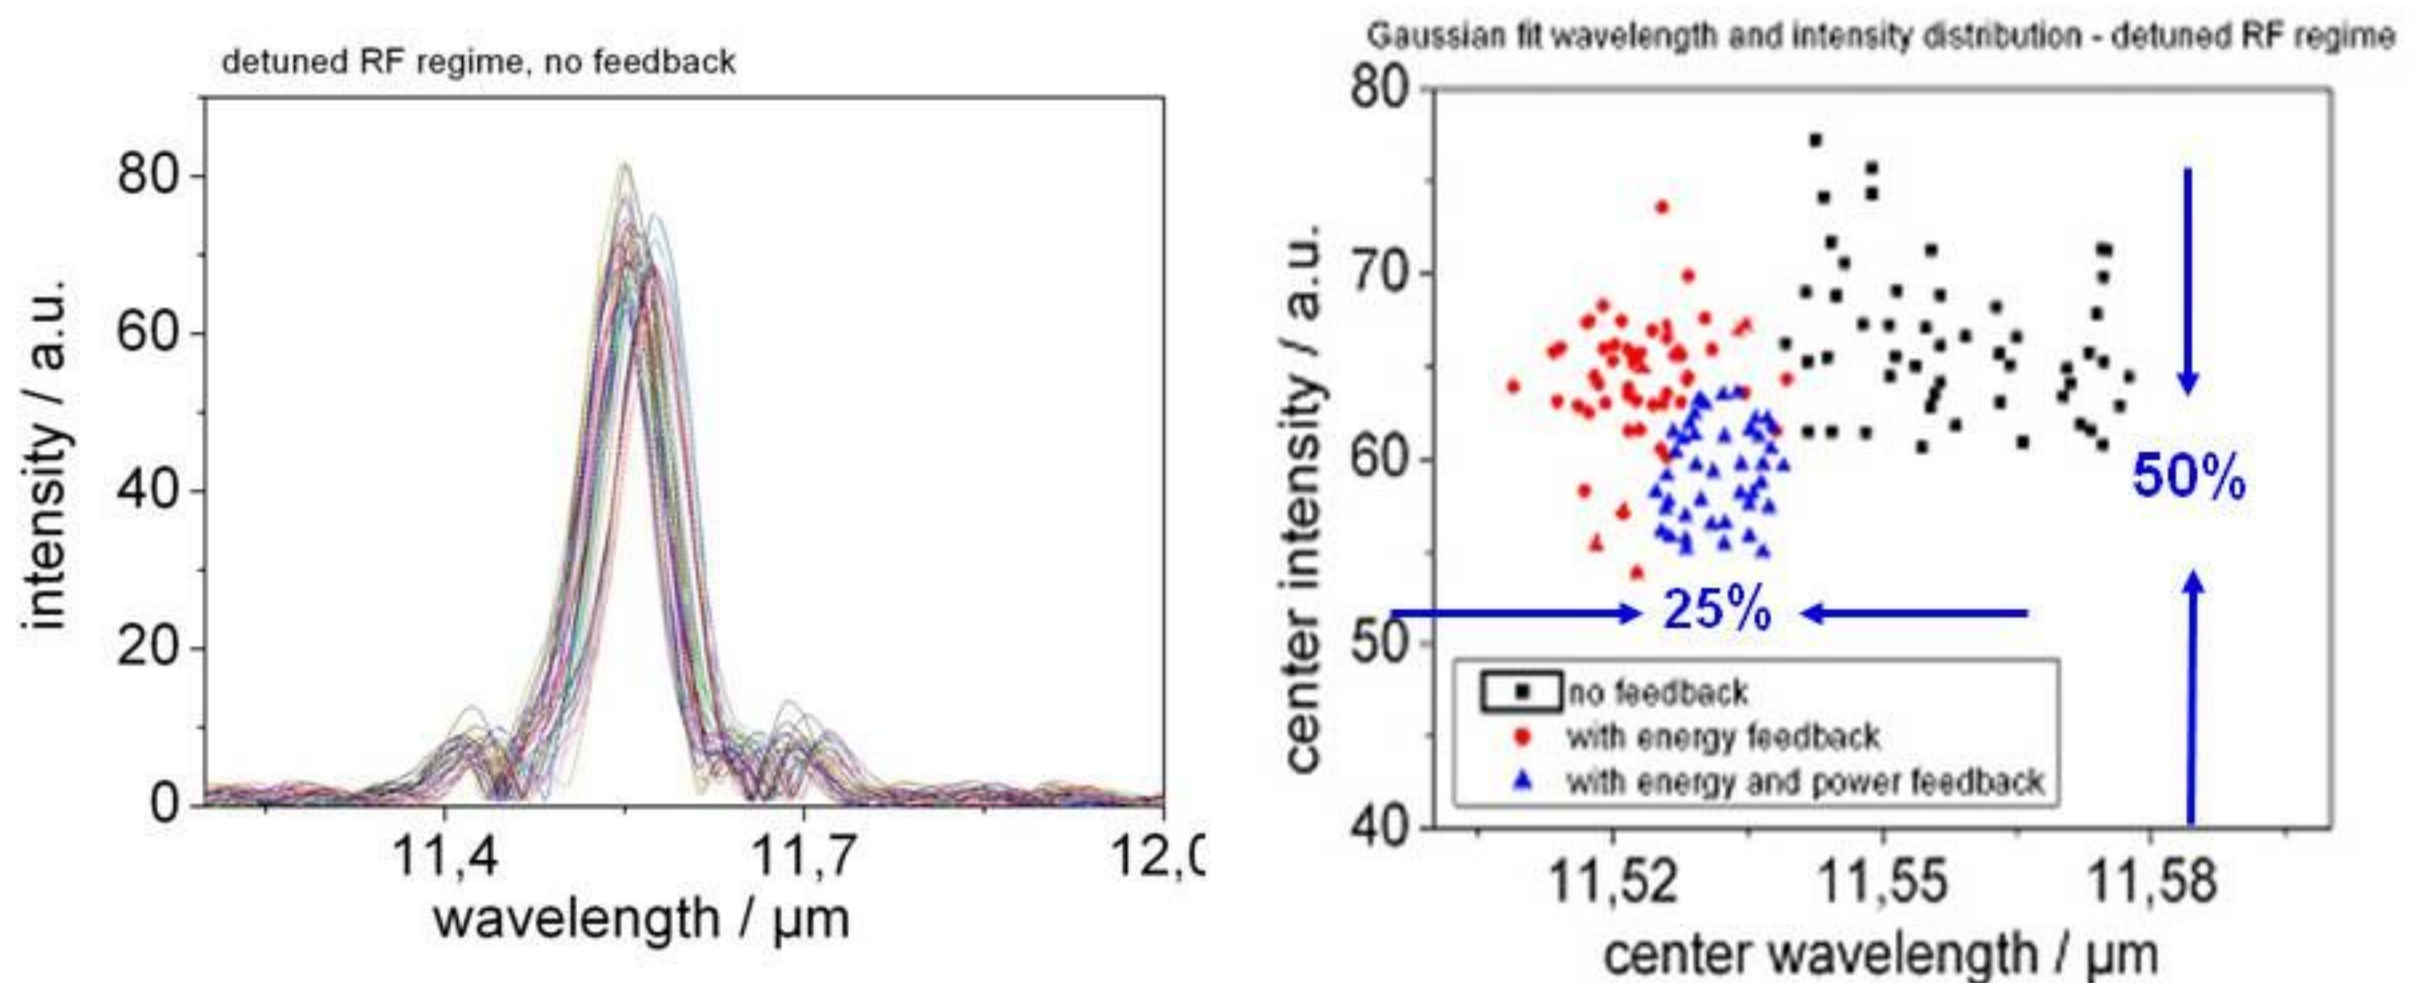 detuned RF regime, no feedback
intensity / a.u.
80
60
40
20
0
11,4
11,7
12,0
wavelength / µm
Gaussian fit wavelength and intensity distribution - detuned RF regime
center intensity / a.u.
80
70
60
50
40
50%
25%
no feedback
with energy feedback
with energy and power feedback
11,52
11,55
11,58
center wavelength / µm